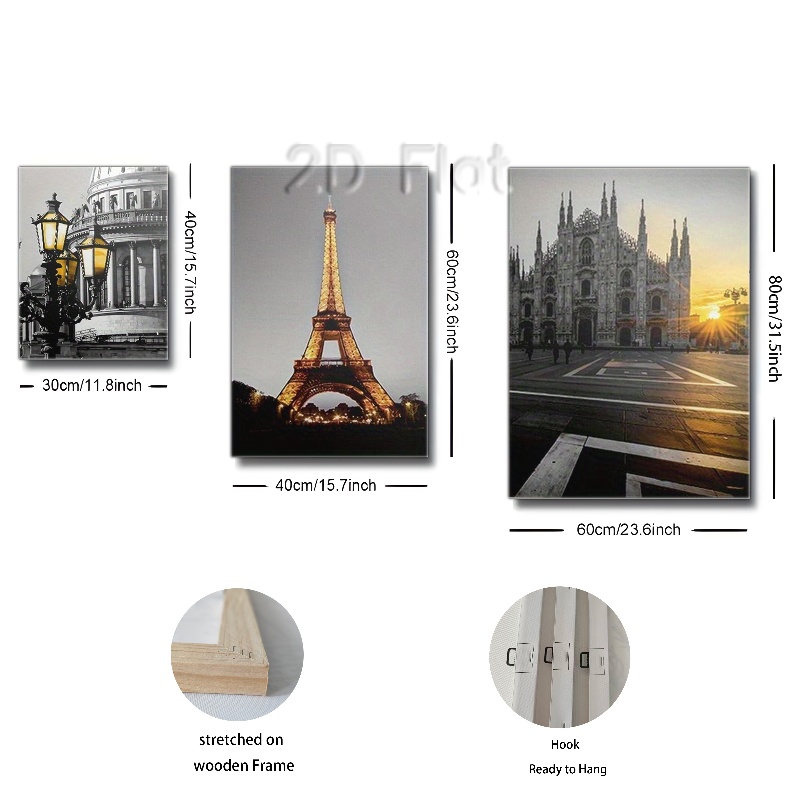 2D Flat
40cm/15.7inch
30cm/11.8inch
60cm/23.6inch
40cm/15.7inch
80cm/31.5inch
60cm/23.6inch
stretched on
wooden Frame
Hook
Ready to Hang